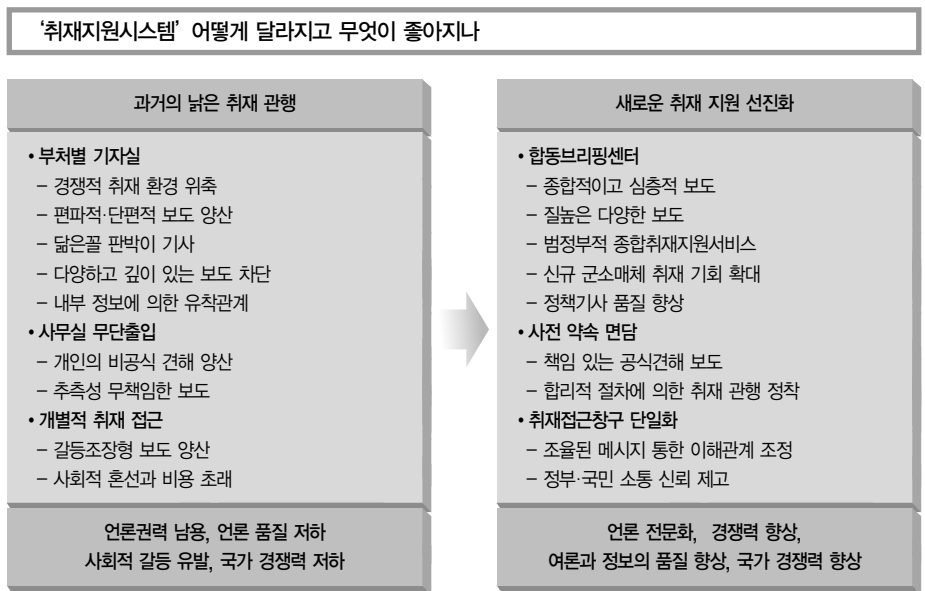 ‘취재지원시스템’ 어떻게 달라지고 무엇이 좋아지나
과거의 낡은 취재 관행
• 부처별 기자실
– 경쟁적 취재 환경 위축
– 편파적·단편적 보도 양산
– 닮은꼴 판박이 기사
– 다양하고 깊이 있는 보도 차단
– 내부 정보에 의한 유착관계
• 사무실 무단출입
– 개인의 비공식 견해 양산
– 추측성 무책임한 보도
• 개별적 취재 접근
– 갈등조장형 보도 양산
– 사회적 혼선과 비용 초래
언론권력 남용, 언론 품질 저하
사회적 갈등 유발, 국가 경쟁력 저하
새로운 취재 지원 선진화
• 합동브리핑센터
– 종합적이고 심층적 보도
– 질높은 다양한 보도
– 범정부적 종합취재지원서비스
– 신규 군소매체 취재 기회 확대
– 정책기사 품질 향상
• 사전 약속 면담
– 책임 있는 공식견해 보도
– 합리적 절차에 의한 취재 관행 정착
• 취재접근창구 단일화
– 조율된 메시지 통한 이해관계 조정
– 정부·국민 소통 신뢰 제고
언론 전문화, 경쟁력 향상,
여론과 정보의 품질 향상, 국가 경쟁력 향상